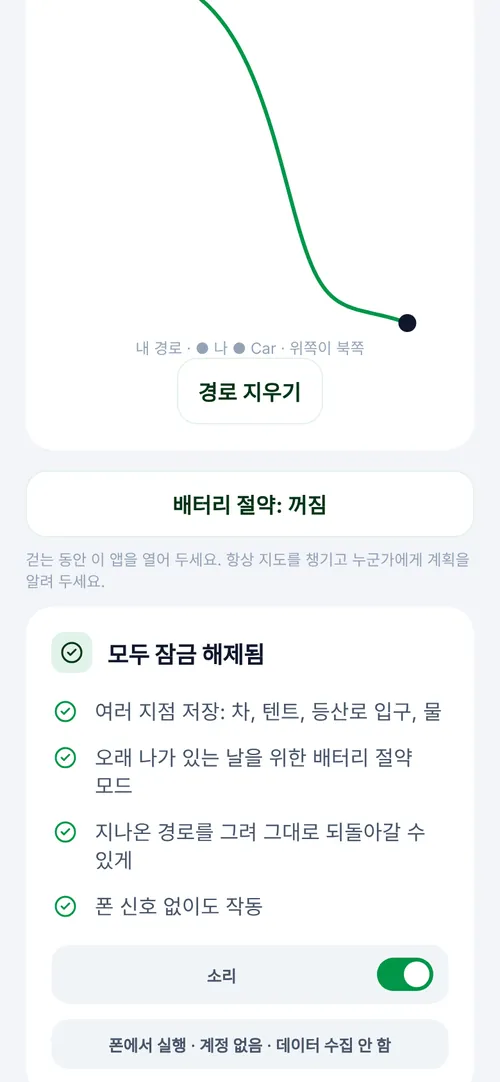 내 경로 · ● 나 ● Car · 위쪽이 북쪽
경로 지우기
배터리 절약: 꺼짐
걷는 동안 이 앱을 열어 두세요. 항상 지도를 챙기고 누군가에게 계획을
알려 두세요.
모두 잠금 해제됨
여러 지점 저장: 차, 텐트, 등산로 입구, 물
오래 나가 있는 날을 위한 배터리 절약
모드
지나온 경로를 그려 그대로 되돌아갈 수
있게
폰 신호 없이도 작동
소리
폰에서 실행 · 계정 없음 · 데이터 수집 안 함